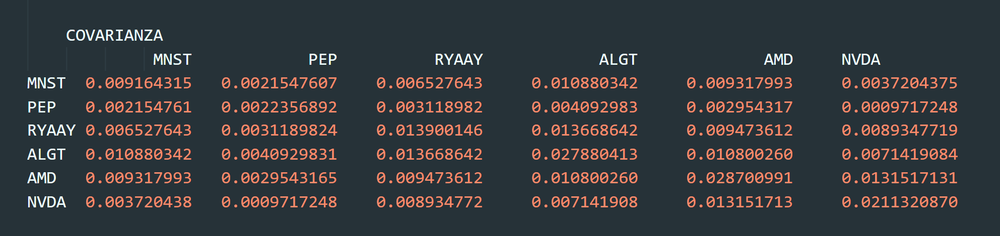 COVARIANZA
MNST PEP RYAAY ALGT AMD NVDA
MNST 0.009164315 0.0021547607 0.006527643 0.010880342 0.009317993 0.0037204375
PEP 0.002154761 0.0022356892 0.003118982 0.004092983 0.002954317 0.0009717248
RYAAY 0.006527643 0.0031189824 0.013900146 0.013668642 0.009473612 0.0089347719
ALGT 0.010880342 0.0040929831 0.013668642 0.027880413 0.010800260 0.0071419084
AMD 0.009317993 0.0029543165 0.009473612 0.010800260 0.028700991 0.0131517131
NVDA 0.003720438 0.0009717248 0.008934772 0.007141908 0.013151713 0.0211320870